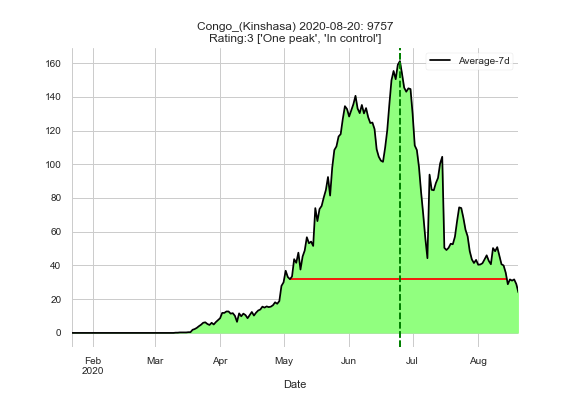 Congo_(Kinshasa) 2020-08-20: 9757
Rating:3 ['One peak', 'In control']
Average-7d
160
140
120
100
80
60
40
20
0
Feb Mar Apr May Jun Jul Aug
2020
Date